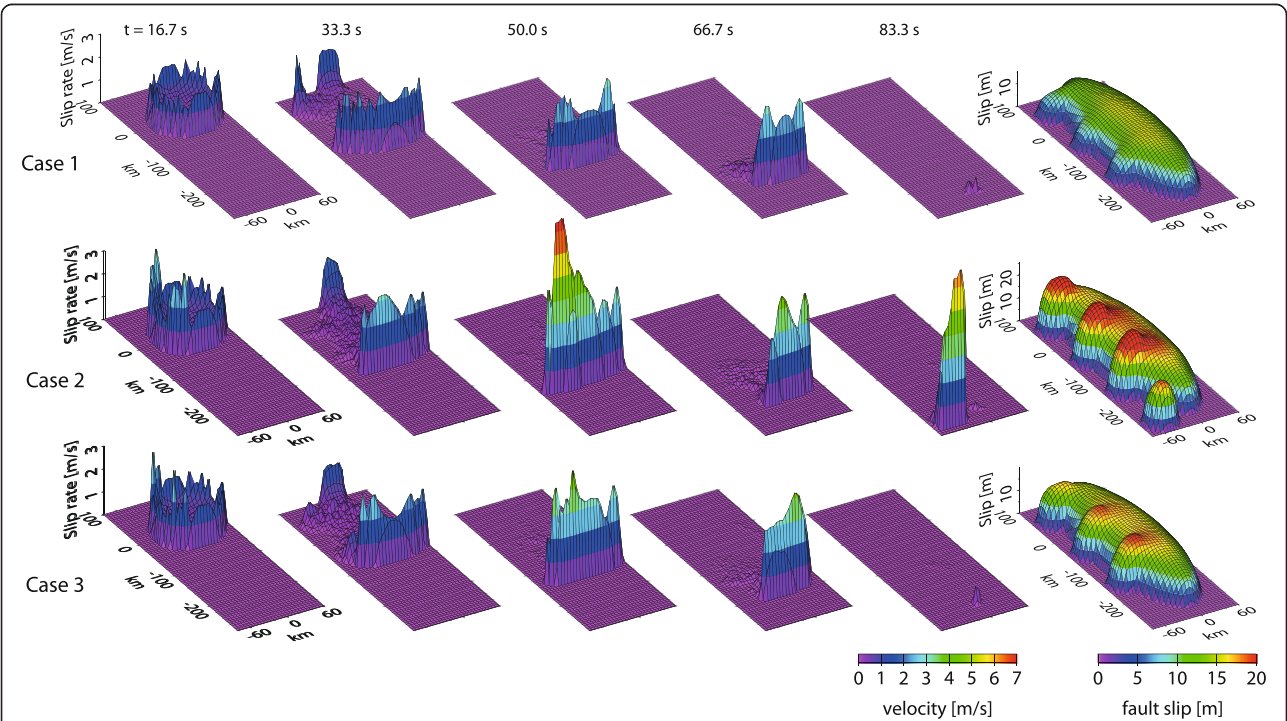 t = 16.7 s 33.3 s 50.0 s 66.7 s 83.3 s
Slip rate [m/s]
3
2
1
100
0
-100
-200
km
-60 0 60
km
Slip [m]
10
100
0
-100
-200
km
-60 0 60
km
Case 1
Slip rate [m/s]
3
2
1
100
0
-100
-200
km
-60 0 60
km
Slip [m]
20
10
100
0
-100
-200
km
-60 0 60
km
Case 2
Slip rate [m/s]
3
2
1
100
0
-100
-200
km
-60 0 60
km
Slip [m]
10
100
0
-100
-200
km
-60 0 60
km
Case 3
0 1 2 3 4 5 6 7
velocity [m/s]
0 5 10 15 20
fault slip [m]